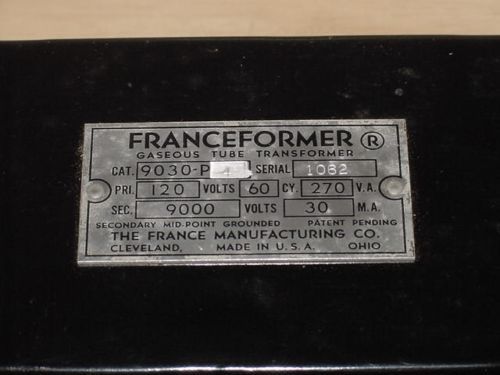 FRANCEFORMER ®
GASEOUS TUBE TRANSFORMER
CAT. 9030-P SERIAL 1082
PRI. 120 VOLTS 60 CY. 270 V.A.
SEC. 9000 VOLTS 30 M.A.
SECONDARY MID-POINT GROUNDED PATENT PENDING
THE FRANCE MANUFACTURING CO.
CLEVELAND, MADE IN U.S.A. OHIO